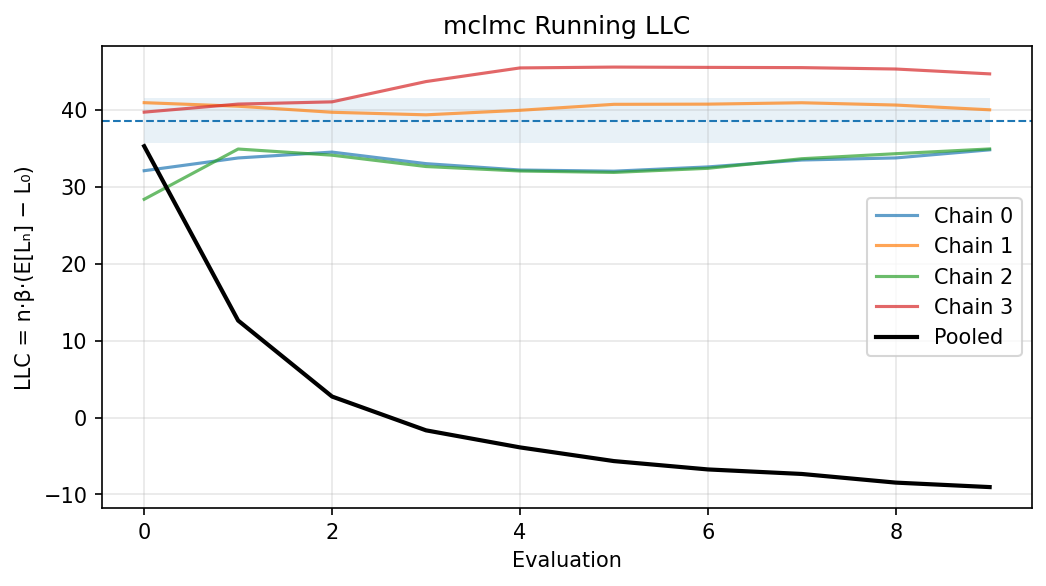 mclmc Running LLC
LLC = n·β·(E[Lₙ] − L₀)
40
30
20
10
0
−10
Chain 0
Chain 1
Chain 2
Chain 3
Pooled
0 2 4 6 8
Evaluation